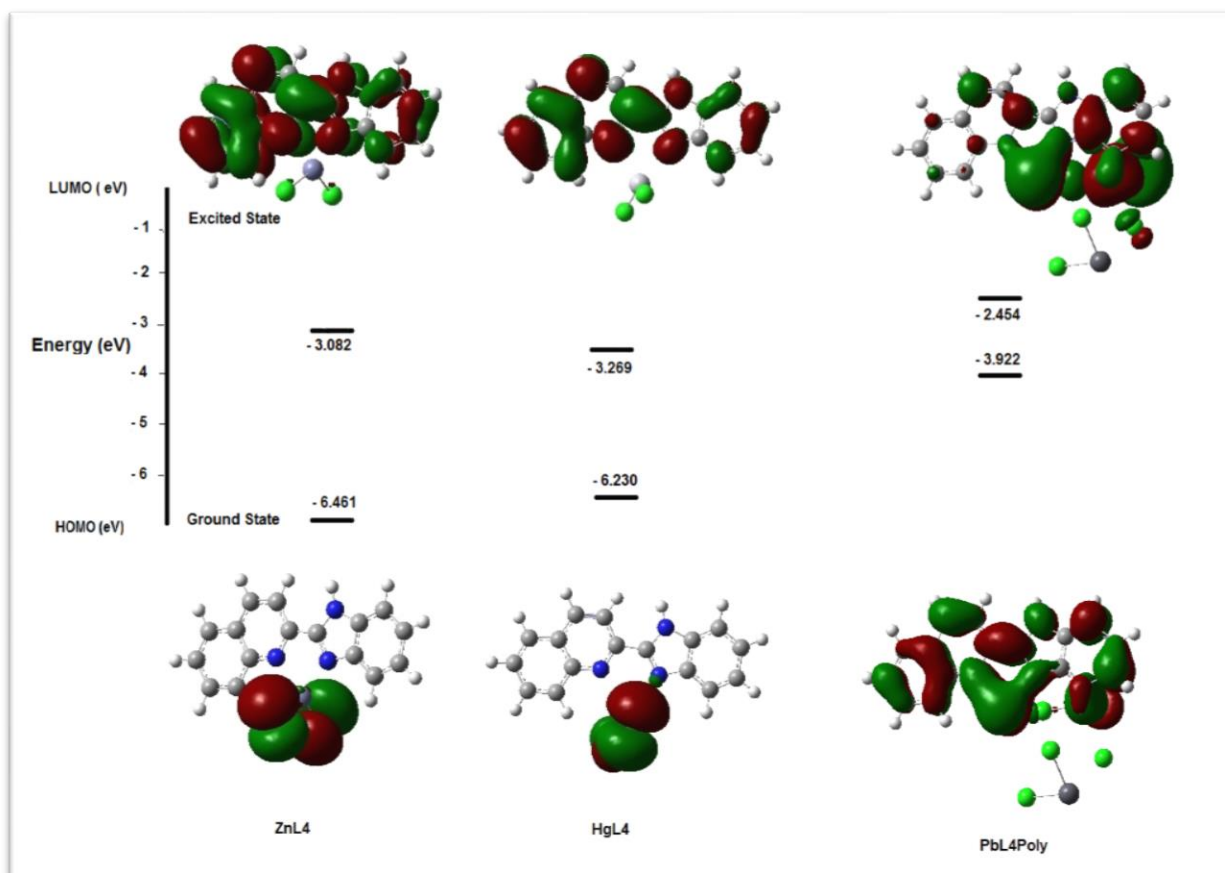 LUMO ( eV)
Excited State
- 1
- 2
- 3
Energy (eV)
- 4
- 5
- 6
HOMO (eV)
Ground State
- 3.082
- 3.269
- 2.454
- 3.922
- 6.461
- 6.230
ZnL4
HgL4
PbL4Poly